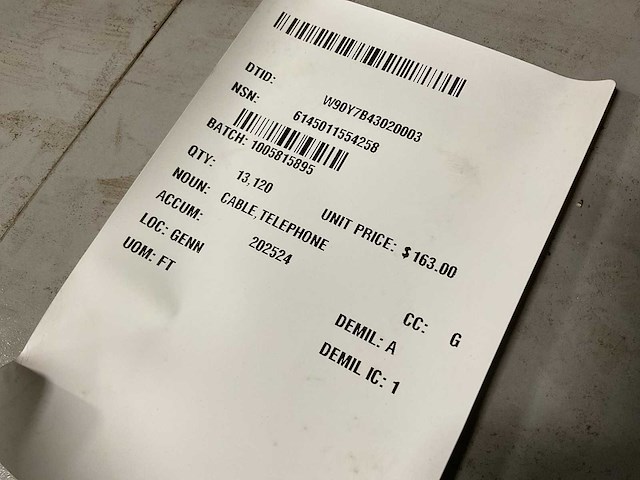 DTID: W90Y7B43020003
NSN: 6145011554258
BATCH: 1005815895
QTY: 13,120 UNIT PRICE: $163.00
NOUN: CABLE,TELEPHONE
ACCUM: 202524
LOC: GENN CC: G
UOM: FT DEMIL: A
DEMIL IC: 1